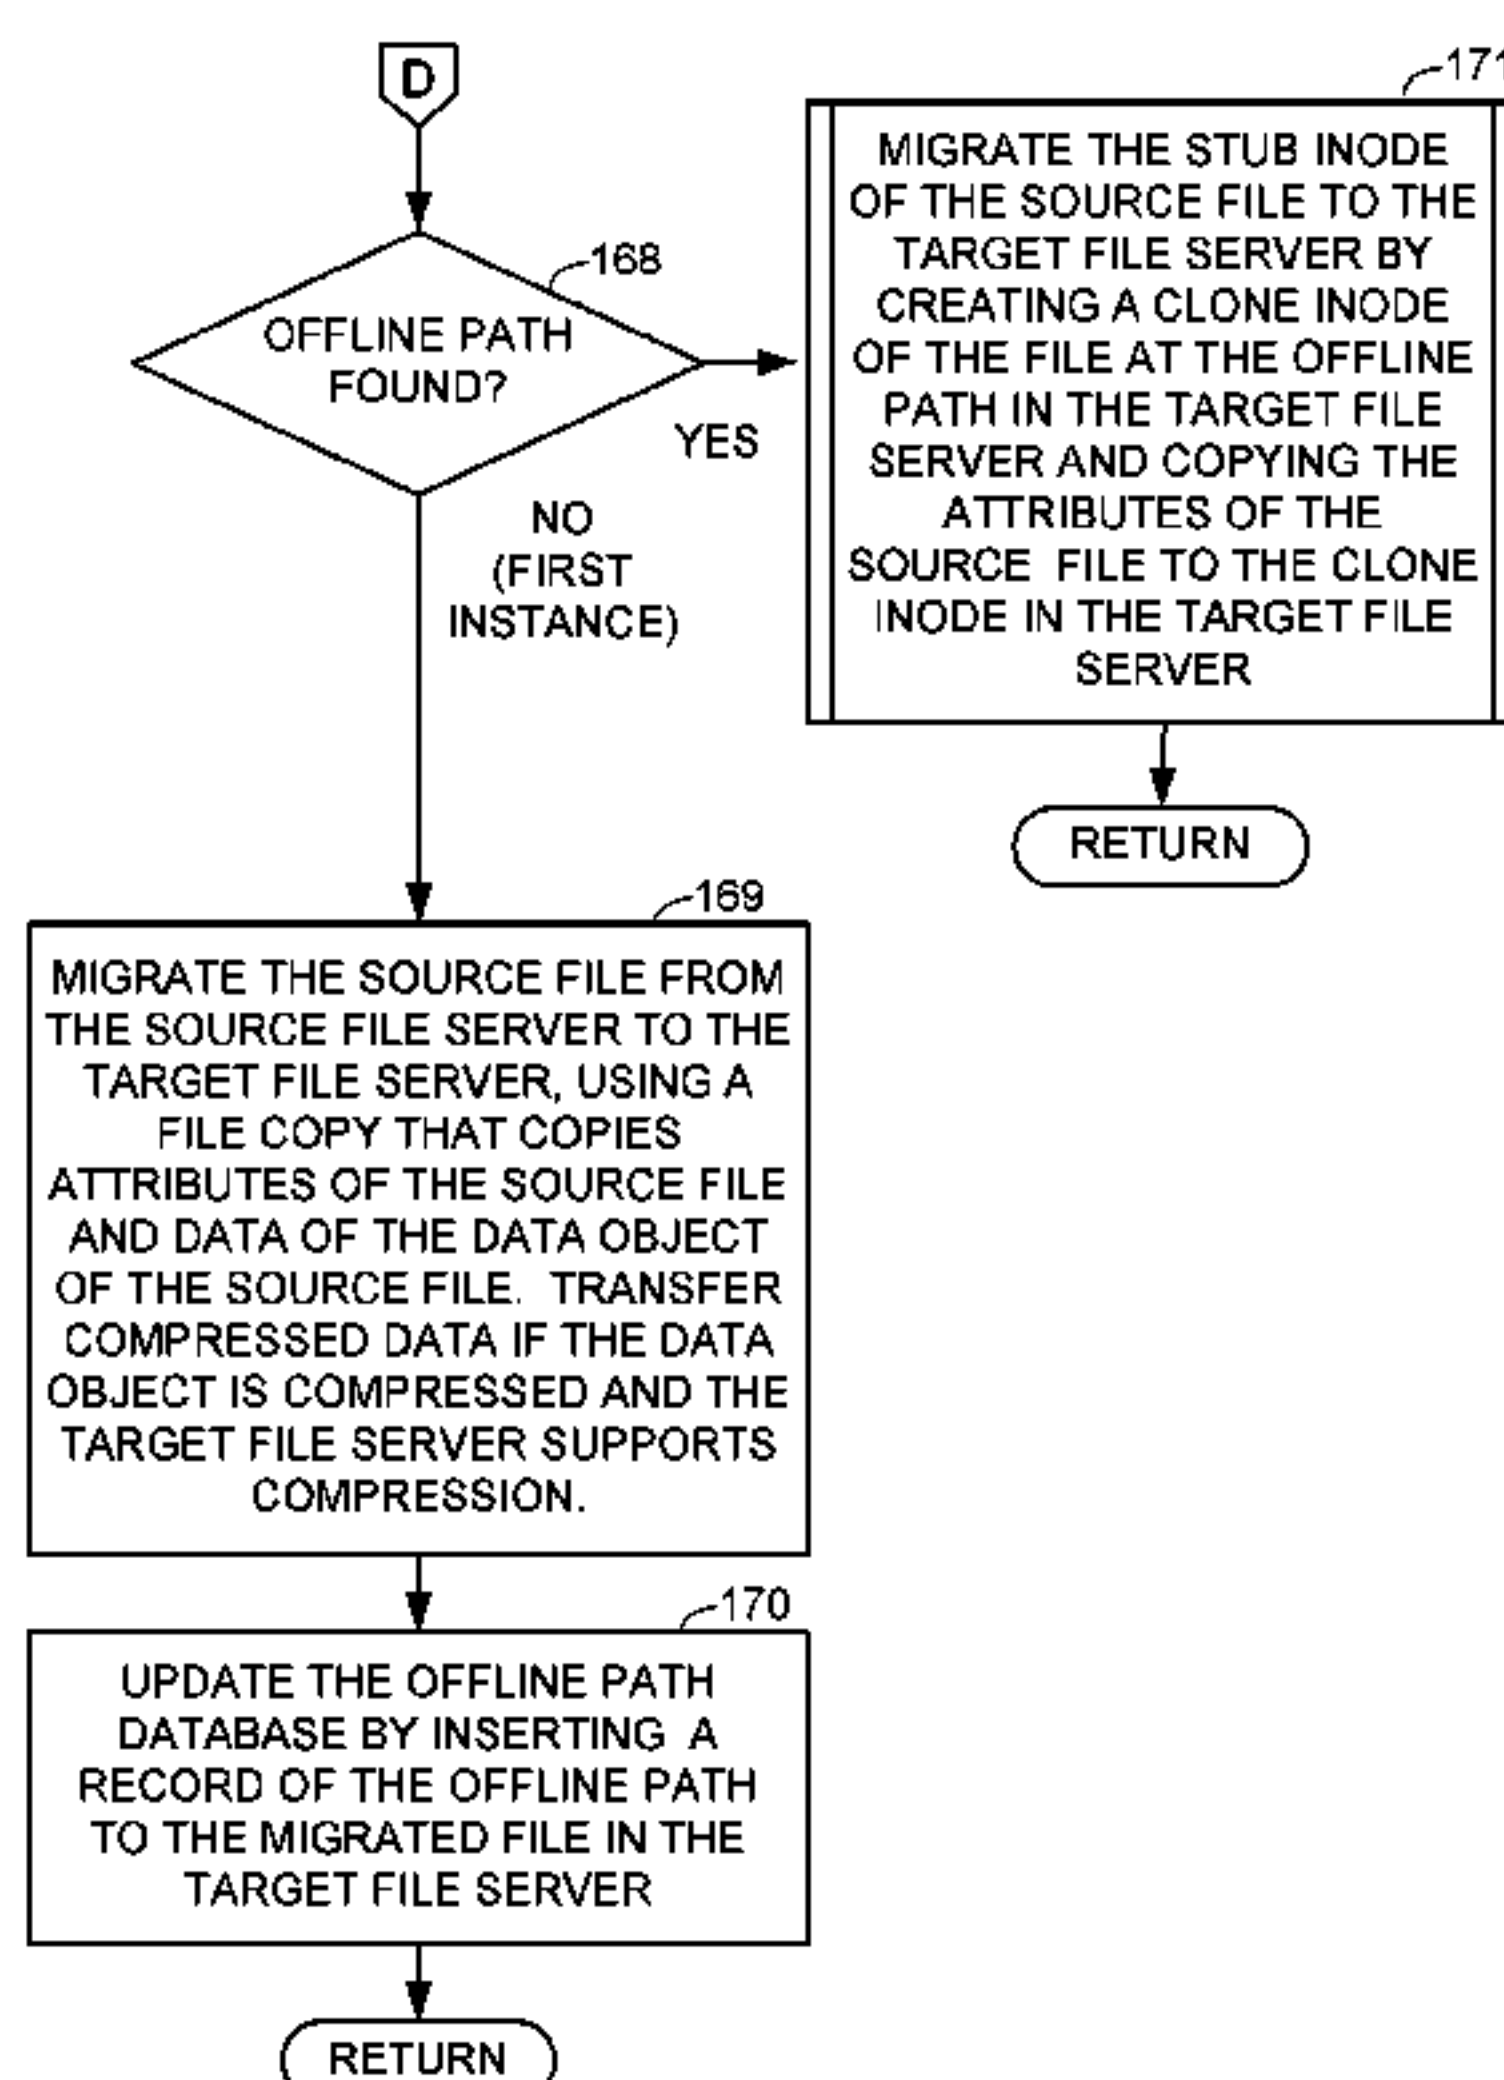 D
168
OFFLINE PATH
FOUND?
YES
NO
(FIRST
INSTANCE)
171
MIGRATE THE STUB INODE
OF THE SOURCE FILE TO THE
TARGET FILE SERVER BY
CREATING A CLONE INODE
OF THE FILE AT THE OFFLINE
PATH IN THE TARGET FILE
SERVER AND COPYING THE
ATTRIBUTES OF THE
SOURCE FILE TO THE CLONE
INODE IN THE TARGET FILE
SERVER
RETURN
169
MIGRATE THE SOURCE FILE FROM
THE SOURCE FILE SERVER TO THE
TARGET FILE SERVER, USING A
FILE COPY THAT COPIES
ATTRIBUTES OF THE SOURCE FILE
AND DATA OF THE DATA OBJECT
OF THE SOURCE FILE. TRANSFER
COMPRESSED DATA IF THE DATA
OBJECT IS COMPRESSED AND THE
TARGET FILE SERVER SUPPORTS
COMPRESSION.
170
UPDATE THE OFFLINE PATH
DATABASE BY INSERTING A
RECORD OF THE OFFLINE PATH
TO THE MIGRATED FILE IN THE
TARGET FILE SERVER
RETURN